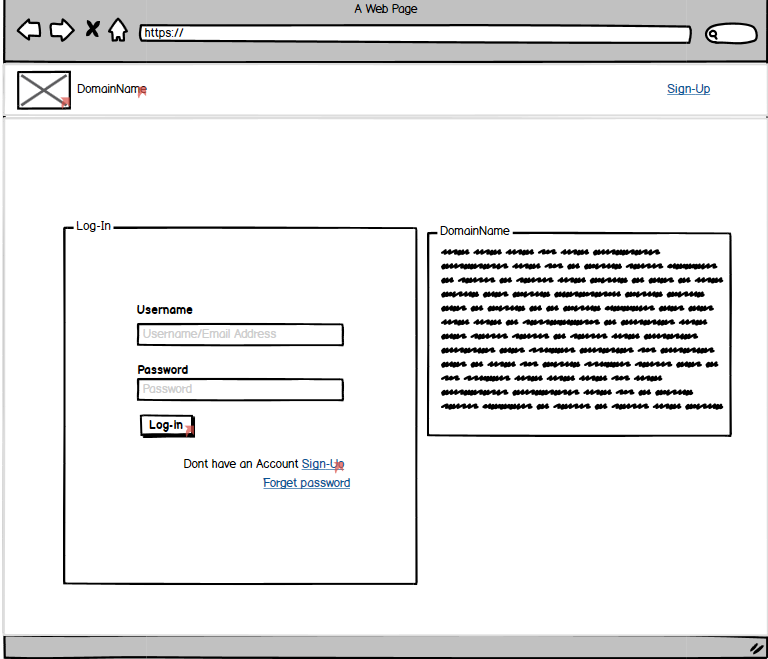 A Web Page
https://
DomainName
Sign-Up
Log-In
DomainName
Username
Username/Email Address
Password
Password
Log-in
Dont have an Account Sign-Up
Forget password